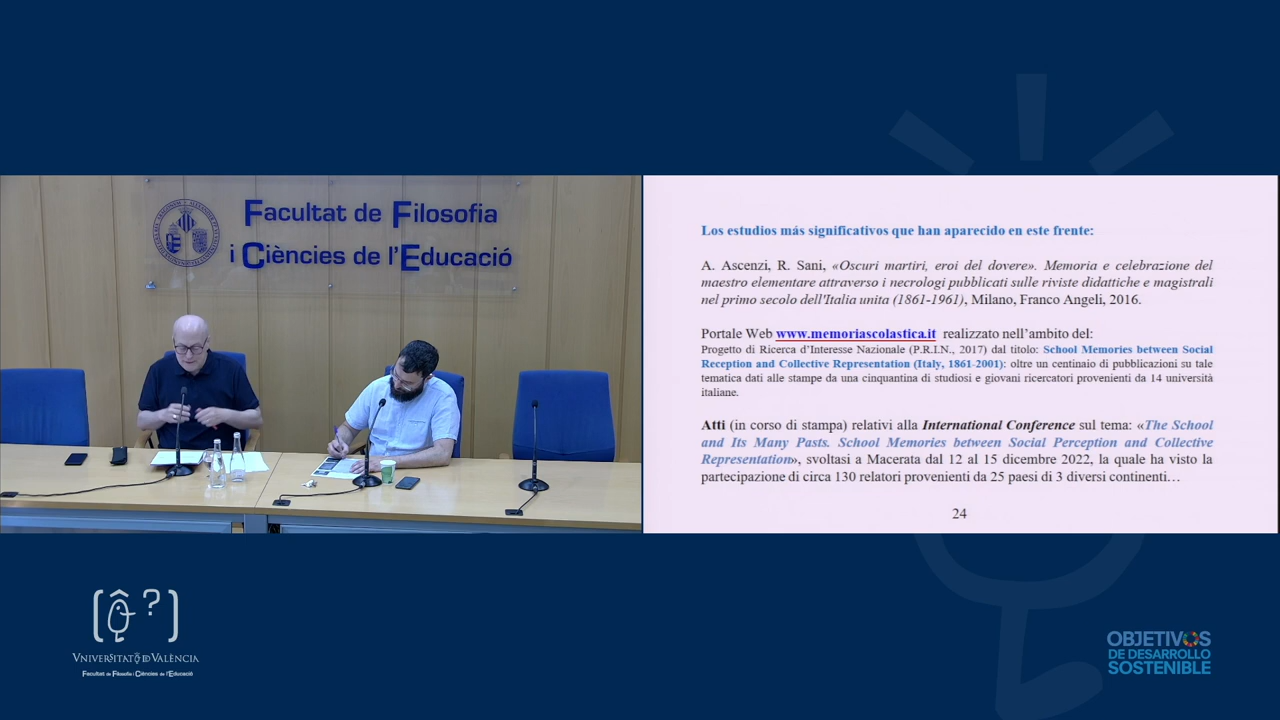 Facultat de Filosofia
i Ciències de l'Educació
Los estudios más significativos que han aparecido en este frente:
A. Ascenzi, R. Sani, «Oscuri martiri, eroi del dovere». Memoria e celebrazione del
maestro elementare attraverso i necrologi pubblicati sulle riviste didattiche e magistrali
nel primo secolo dell'Italia unita (1861-1961), Milano, Franco Angeli, 2016.
Portale Web www.memoriascolastica.it realizzato nell'ambito del:
Progetto di Ricerca d'Interesse Nazionale (P.R.I.N., 2017) dal titolo: School Memories between Social
Reception and Collective Representation (Italy, 1861-2001): oltre un centinaio di pubblicazioni su tale
tematica dati alle stampe da una cinquantina di studiosi e giovani ricercatori provenienti da 14 università
italiane.
Atti (in corso di stampa) relativi alla International Conference sul tema: «The School
and Its Many Pasts. School Memories between Social Perception and Collective
Representation», svoltasi a Macerata dal 12 al 15 dicembre 2022, la quale ha visto la
partecipazione di circa 130 relatori provenienti da 25 paesi di 3 diversi continenti…
24
VNIVERSITAT ID VALÈNCIA
Facultat de Filosofia i Ciències de l'Educació
OBJETIVOS
DE DESARROLLO
SOSTENIBLE